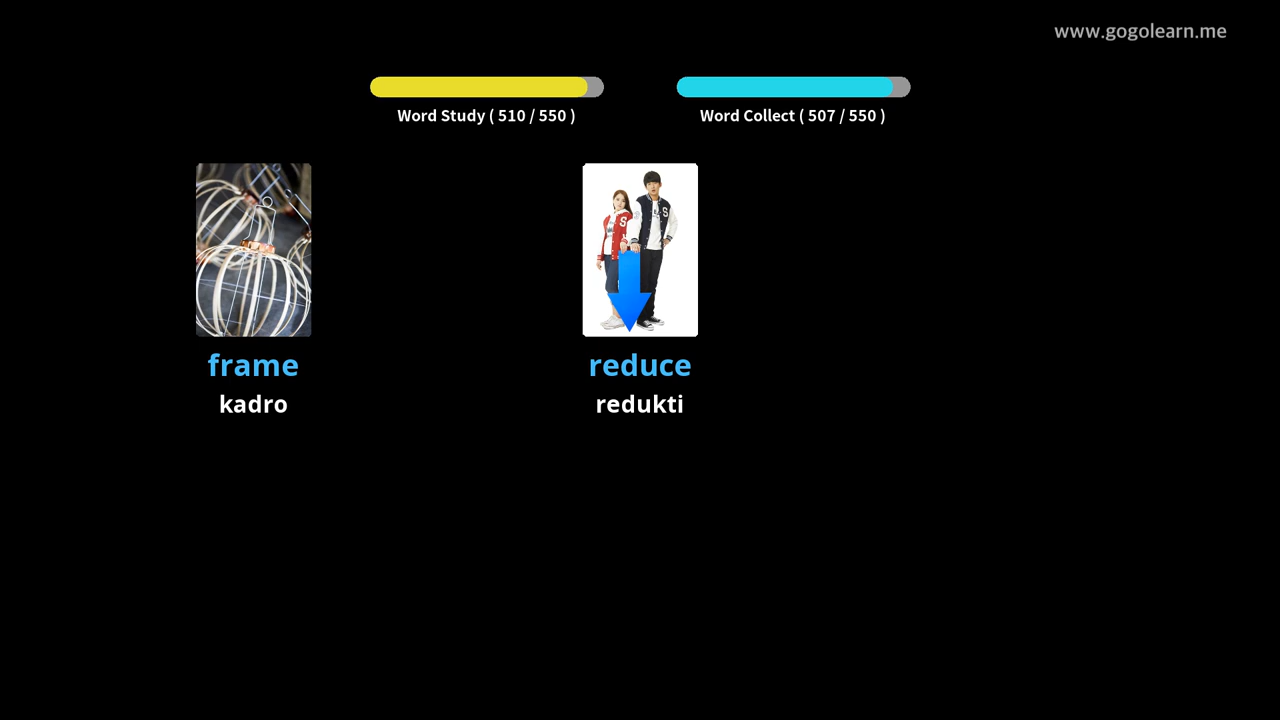 www.gogolearn.me
Word Study ( 510 / 550 )
Word Collect ( 507 / 550 )
S
S
frame
reduce
kadro
redukti